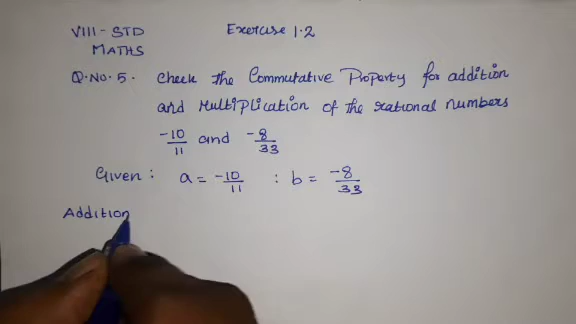 VIII - STD Exercise 1.2
MATHS
Q.No. 5. Check the Commutative Property for addition
and Multiplication of the rational numbers
-10/11 and -8/33
Given : a = -10/11 : b = -8/33
Addition